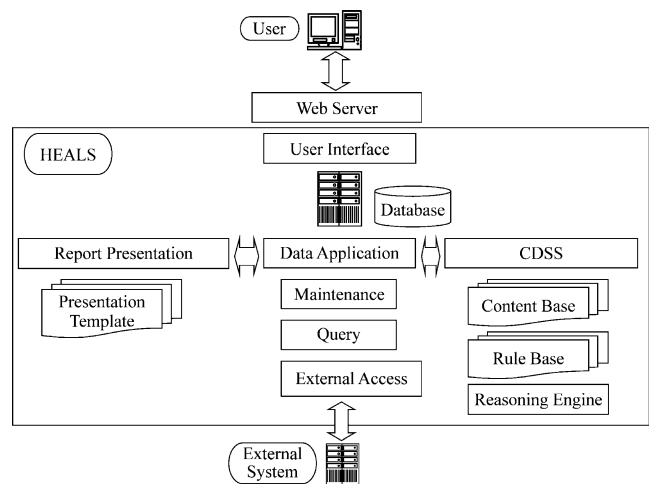 User
Web Server
HEALS
User Interface
Database
Report Presentation
Data Application
CDSS
Presentation
Template
Maintenance
Content Base
Query
Rule Base
External Access
Reasoning Engine
External
System